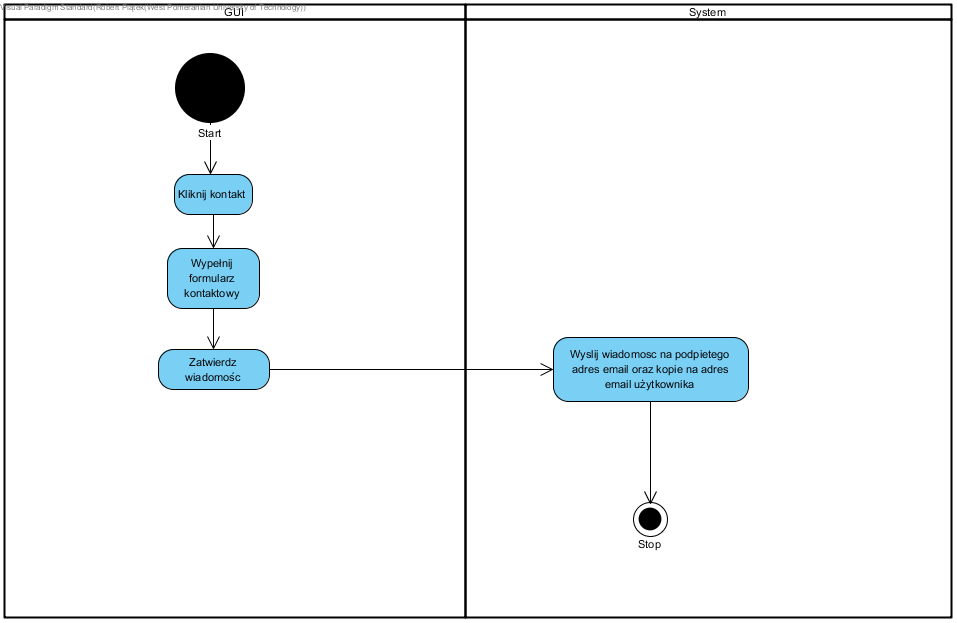 Visual Paradigm Standard(Robert Piątek(West Pomeranian University of Technology))
GUI
System
Start
Kliknij kontakt
Wypełnij
formularz
kontaktowy
Zatwierdz
wiadomośc
Wyslij wiadomosc na podpietego
adres email oraz kopie na adres
email użytkownika
Stop